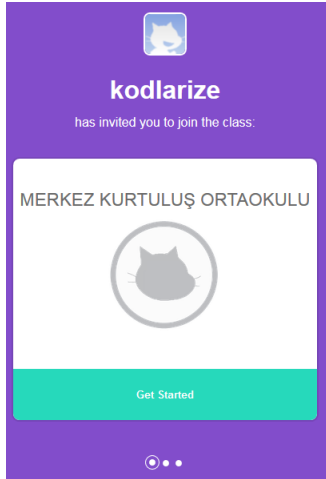 kodlarize
has invited you to join the class:
MERKEZ KURTULUŞ ORTAOKULU
Get Started